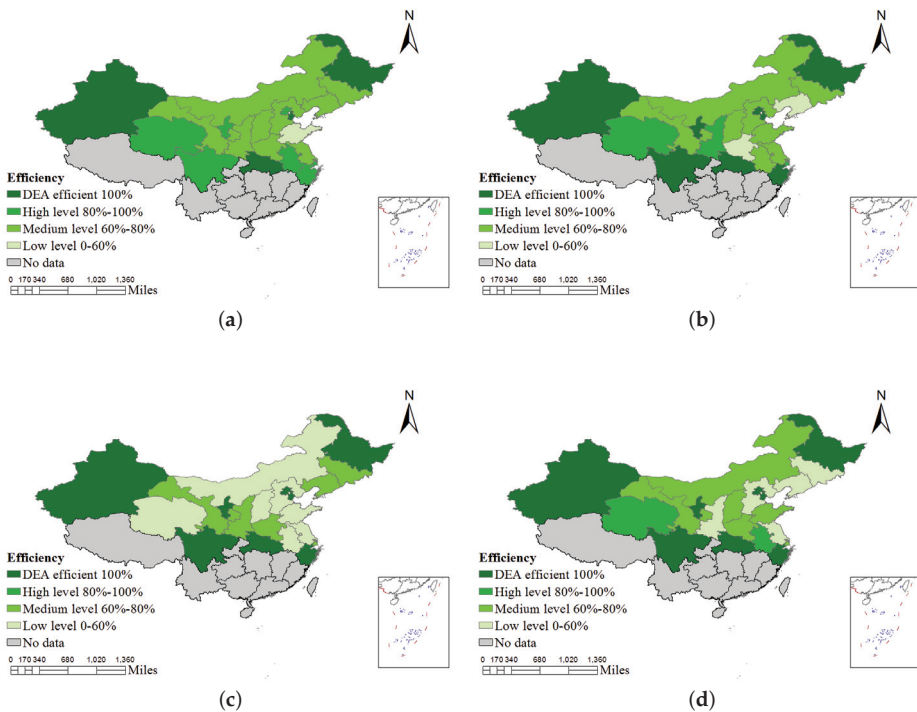 N
Efficiency
DEA efficient 100%
High level 80%-100%
Medium level 60%-80%
Low level 0-60%
No data
0 170 340 680 1,020 1,360 Miles
(a)
N
Efficiency
DEA efficient 100%
High level 80%-100%
Medium level 60%-80%
Low level 0-60%
No data
0 170 340 680 1,020 1,360 Miles
(b)
N
Efficiency
DEA efficient 100%
High level 80%-100%
Medium level 60%-80%
Low level 0-60%
No data
0 170 340 680 1,020 1,360 Miles
(c)
N
Efficiency
DEA efficient 100%
High level 80%-100%
Medium level 60%-80%
Low level 0-60%
No data
0 170 340 680 1,020 1,360 Miles
(d)